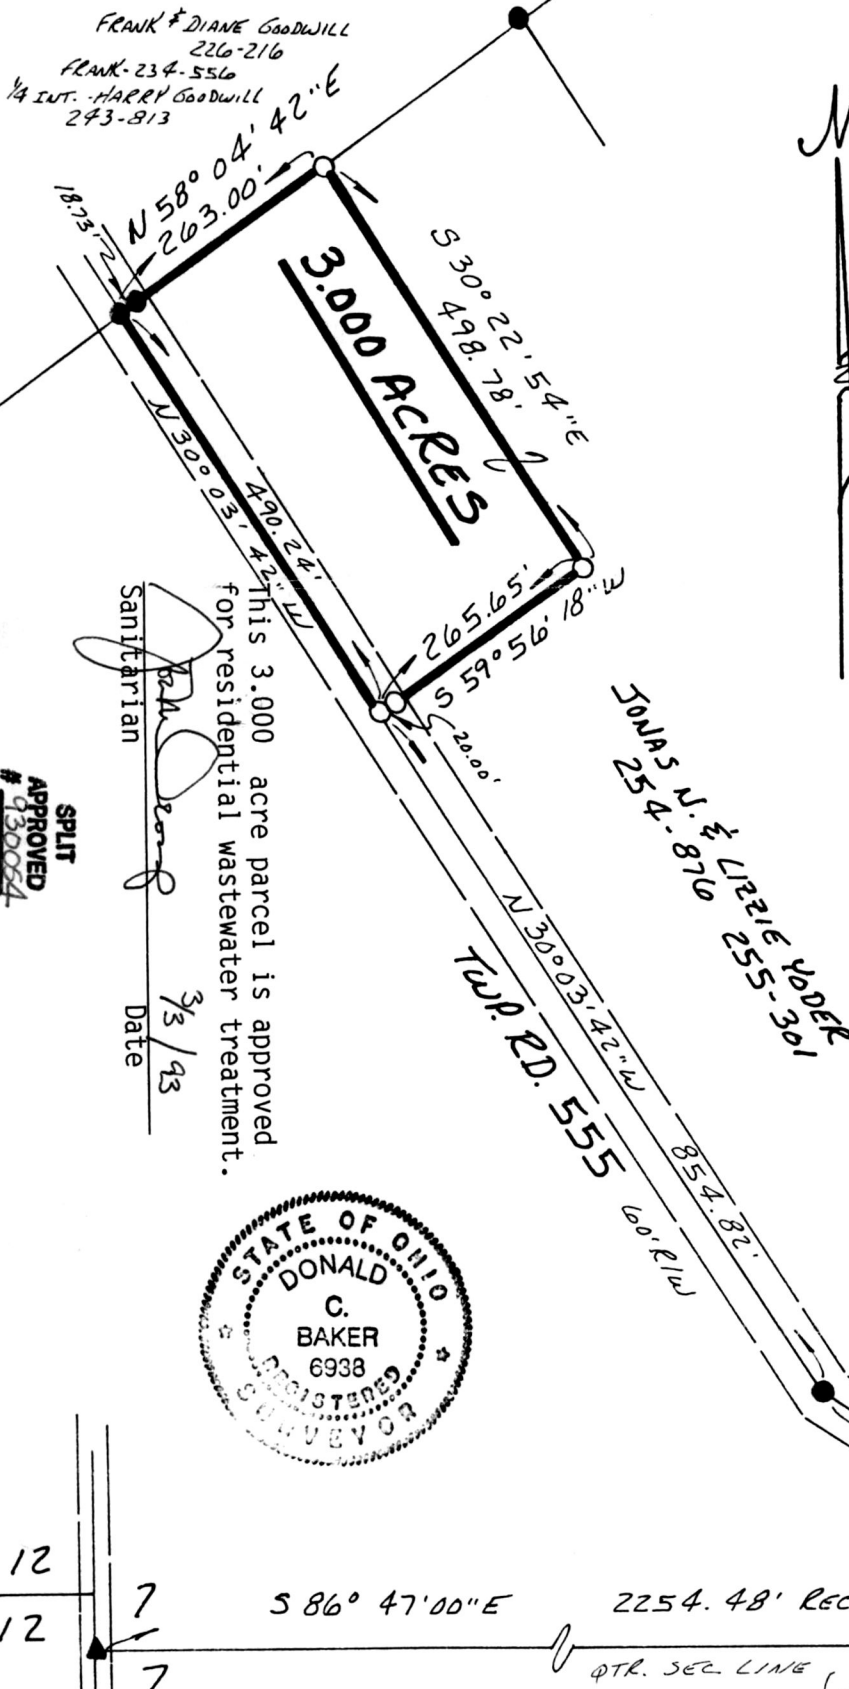 FRANK & DIANE GOODWILL
226-216
FRANK-234-556
1/4 INT. -HARRY GOODWILL
243-813
N
N 58° 04' 42"E
263.00'
18.73'
3.000 ACRES
S 30° 22' 54"E
498.78'
N 30° 03' 42" W
490.24'
265.65'
S 59° 56' 18" W
20.00'
This 3.000 acre parcel is approved
for residential wastewater treatment.
3/3/93
Sanitarian Date
SPLIT
APPROVED
# 930054
JONAS N. & LIZZIE YODER
254-876 255-301
N 30° 03' 42" W 854.82'
TWP. RD. 555 60' R/W
STATE OF OHIO
DONALD
C.
BAKER
6938
REGISTERED
SURVEYOR
12
12
7
7
S 86° 47' 00" E 2254.48' REC
QTR. SEC. LINE